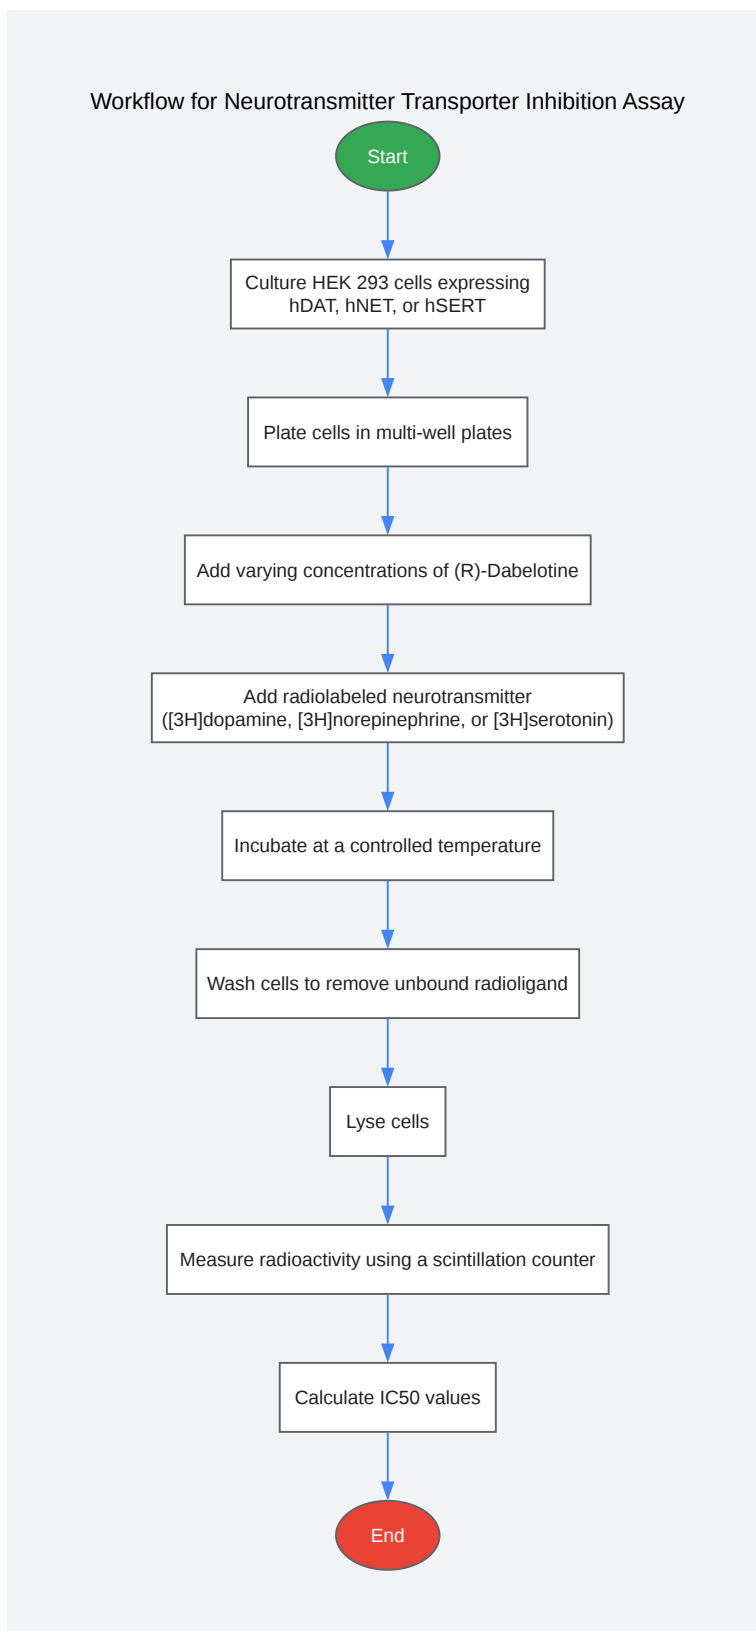 Workflow for Neurotransmitter Transporter Inhibition Assay
Start
Culture HEK 293 cells expressing
hDAT, hNET, or hSERT
Plate cells in multi-well plates
Add varying concentrations of (R)-Dabelotine
Add radiolabeled neurotransmitter
([3H]dopamine, [3H]norepinephrine, or [3H]serotonin)
Incubate at a controlled temperature
Wash cells to remove unbound radioligand
Lyse cells
Measure radioactivity using a scintillation counter
Calculate IC50 values
End